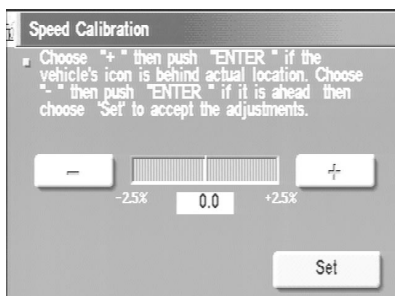 Speed Calibration
Choose "+ " then push "ENTER " if the
vehicle's icon is behind actual location. Choose
"- " then push "ENTER " if it is ahead then
choose 'Set' to accept the adjustments.
− +
-2.5% 0.0 +2.5%
Set